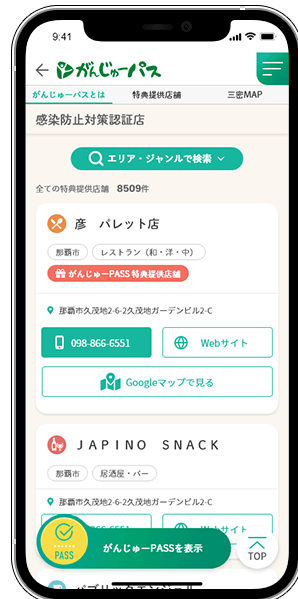 9:41
がんじゅーパス
がんじゅーパスとは 特典提供店舗 三密MAP
感染防止対策認証店
エリア・ジャンルで検索
全ての特典提供店舗 8509件
彦 パレット店
那覇市 レストラン（和・洋・中）
がんじゅーPASS 特典提供店舗
那覇市久茂地2-6-2久茂地ガーデンビル2-C
098-866-6551 Webサイト
Googleマップで見る
ＪＡＰＩＮＯ ＳＮＡＣＫ
那覇市 居酒屋・バー
那覇市久茂地2-6-2久茂地ガーデンビル2-C
PASS がんじゅーPASSを表示
TOP